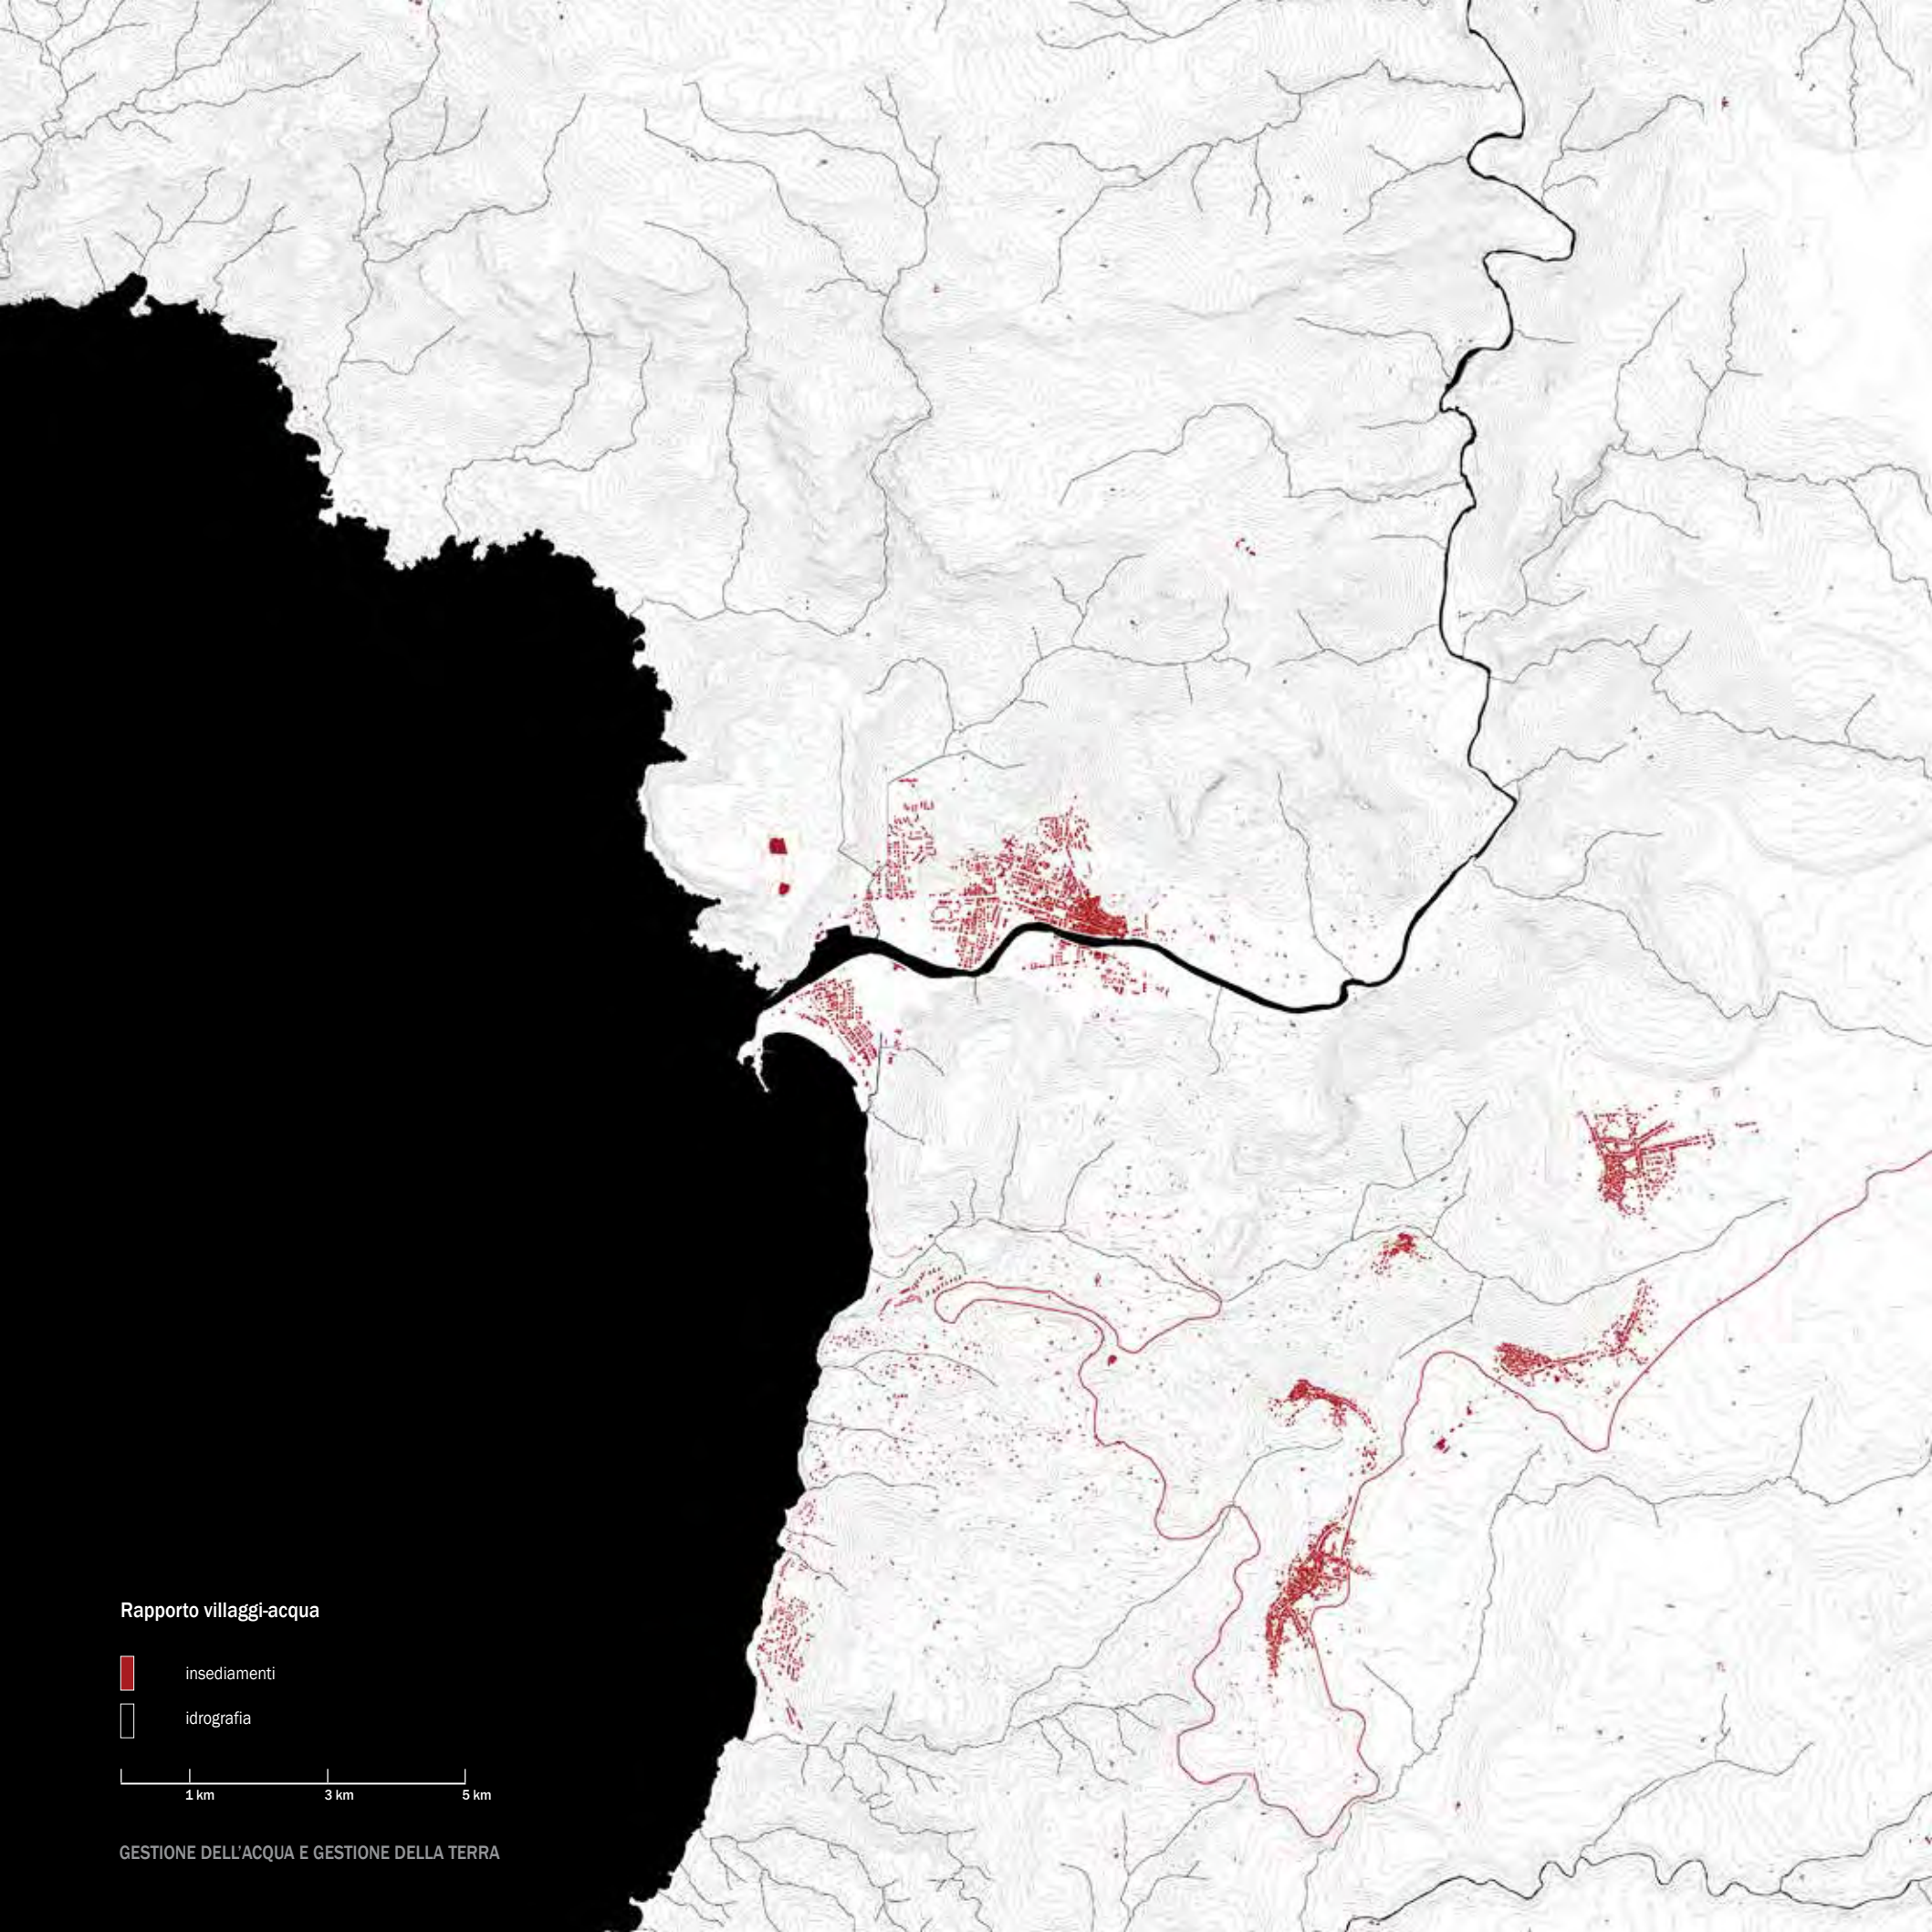 Rapporto villaggi-acqua
insediamenti
idrografia
1 km 3 km 5 km
GESTIONE DELL'ACQUA E GESTIONE DELLA TERRA